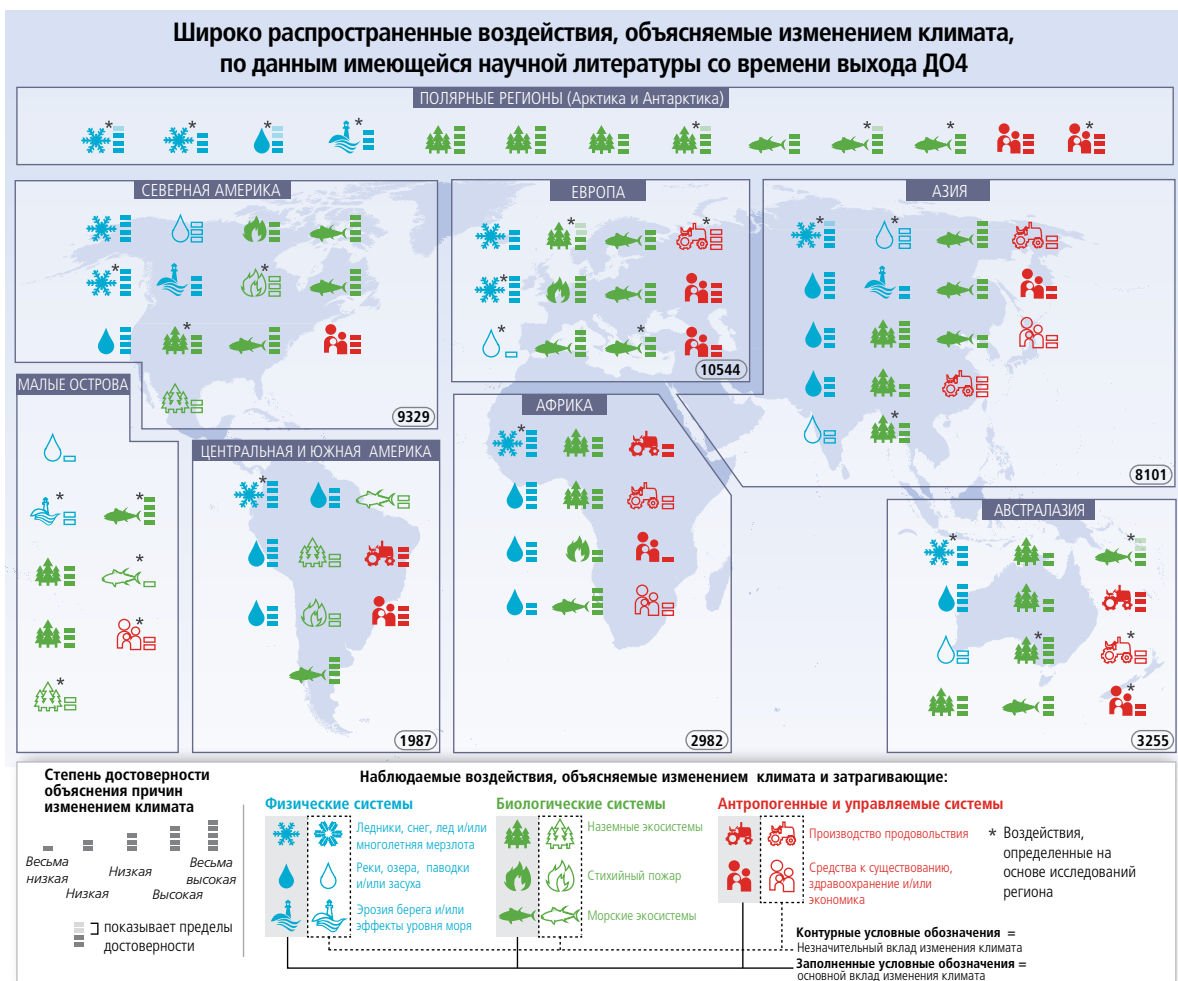 Широко распространенные воздействия, объясняемые изменением климата,
по данным имеющейся научной литературы со времени выхода ДО4
ПОЛЯРНЫЕ РЕГИОНЫ (Арктика и Антарктика)
СЕВЕРНАЯ АМЕРИКА
ЕВРОПА
АЗИЯ
10544
МАЛЫЕ ОСТРОВА
9329
АФРИКА
ЦЕНТРАЛЬНАЯ И ЮЖНАЯ АМЕРИКА
8101
АВСТРАЛАЗИЯ
1987
2982
3255
Степень достоверности
объяснения причин
изменением климата
Весьма
низкая
Низкая
Низкая
Высокая
Весьма
высокая
показывает пределы
достоверности
Наблюдаемые воздействия, объясняемые изменением климата и затрагивающие:
Физические системы
Ледники, снег, лед и/или
многолетняя мерзлота
Реки, озера, паводки
и/или засуха
Эрозия берега и/или
эффекты уровня моря
Биологические системы
Наземные экосистемы
Стихийный пожар
Морские экосистемы
Антропогенные и управляемые системы
Производство продовольствия
Средства к существованию,
здравоохранение и/или
экономика
* Воздействия,
определенные на
основе исследований
региона
Контурные условные обозначения =
Незначительный вклад изменения климата
Заполненные условные обозначения =
основной вклад изменения климата